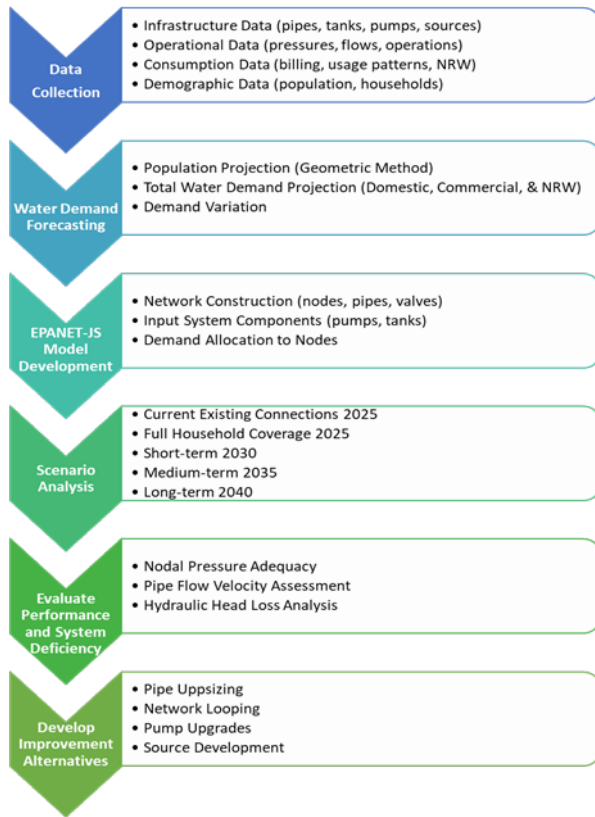 Data
Collection
• Infrastructure Data (pipes, tanks, pumps, sources)
• Operational Data (pressures, flows, operations)
• Consumption Data (billing, usage patterns, NRW)
• Demographic Data (population, households)
Water Demand
Forecasting
• Population Projection (Geometric Method)
• Total Water Demand Projection (Domestic, Commercial, & NRW)
• Demand Variation
EPANET-JS
Model
Development
• Network Construction (nodes, pipes, valves)
• Input System Components (pumps, tanks)
• Demand Allocation to Nodes
Scenario
Analysis
• Current Existing Connections 2025
• Full Household Coverage 2025
• Short-term 2030
• Medium-term 2035
• Long-term 2040
Evaluate
Performance
and System
Deficiency
• Nodal Pressure Adequacy
• Pipe Flow Velocity Assessment
• Hydraulic Head Loss Analysis
Develop
Improvement
Alternatives
• Pipe Uppsizing
• Network Looping
• Pump Upgrades
• Source Development